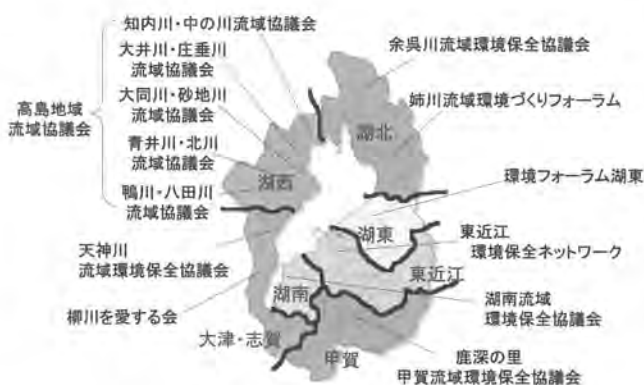 知内川・中の川流域協議会
大井川・庄垂川
流域協議会
高島地域
流域協議会
大同川・砂地川
流域協議会
青井川・北川
流域協議会
鴨川・八田川
流域協議会
天神川
流域環境保全協議会
柳川を愛する会
余呉川流域環境保全協議会
姉川流域環境づくりフォーラム
環境フォーラム湖東
東近江
環境保全ネットワーク
湖南流域
環境保全協議会
鹿深の里
甲賀流域環境保全協議会
湖北
湖西
湖東
東近江
湖南
大津・志賀
甲賀